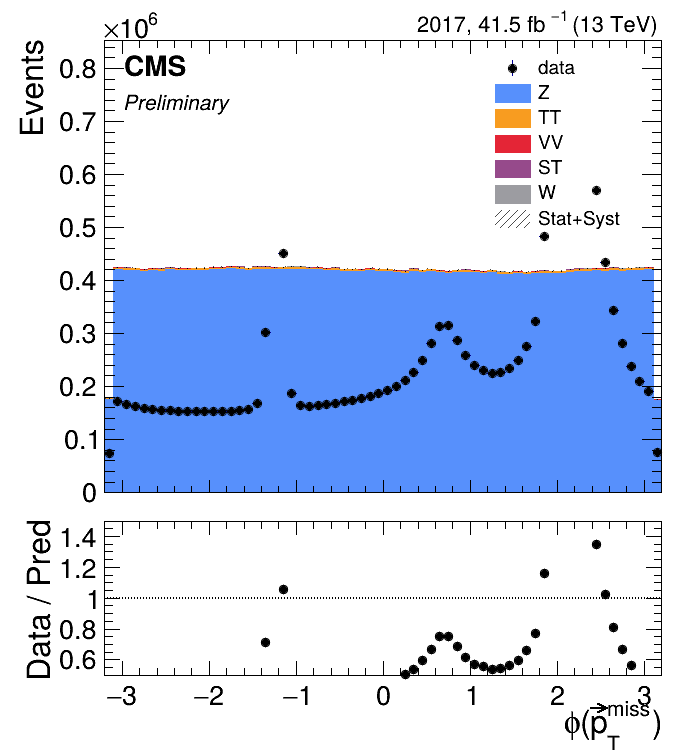 ×10⁶
2017, 41.5 fb⁻¹ (13 TeV)
Events
CMS
Preliminary
data
Z
TT
VV
ST
W
Stat+Syst
0.8
0.7
0.6
0.5
0.4
0.3
0.2
0.1
0
Data / Pred
1.4
1.2
1
0.8
0.6
−3 −2 −1 0 1 2 3
ϕ(p⃗_T^miss)